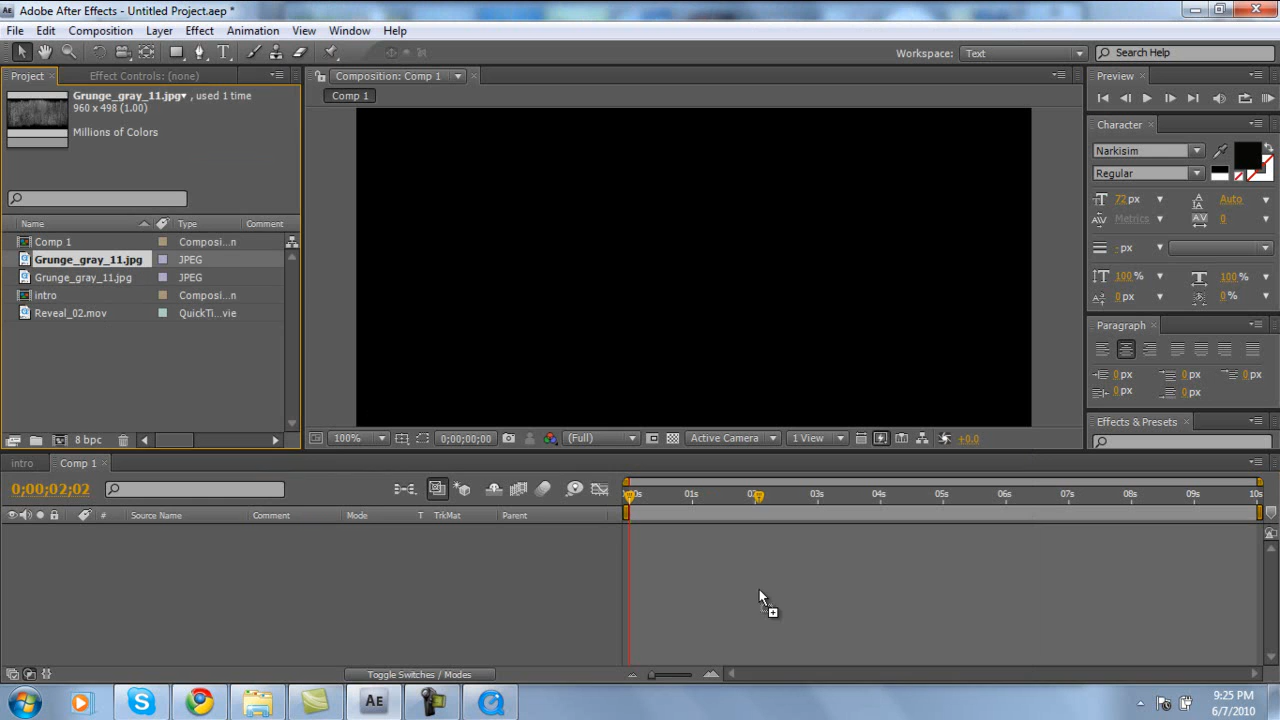 Adobe After Effects - Untitled Project.aep *
File Edit Composition Layer Effect Animation View Window Help
Workspace: Text Search Help
Project Effect Controls: (none) Composition: Comp 1 Preview
Grunge_gray_11.jpg , used 1 time
960 x 498 (1.00)
Millions of Colors
Comp 1
Character
Narkisim
Regular
72 px Auto
Metrics 0
- px
100 % 100 %
0 px 0 %
Name Type Comment
Comp 1 Composi...n
Grunge_gray_11.jpg JPEG
Grunge_gray_11.jpg JPEG
intro Composi...n
Reveal_02.mov QuickTi...vie
Paragraph
0 px 0 px 0 px
0 px 0 px
Effects & Presets
8 bpc 100% 0;00;00;00 (Full) Active Camera 1 View +0.0
intro Comp 1
0;00;02;02
01s 03s 04s 05s 06s 07s 08s 09s 10s
# Source Name Comment Mode T TrkMat Parent
Toggle Switches / Modes
AE
9:25 PM
6/7/2010